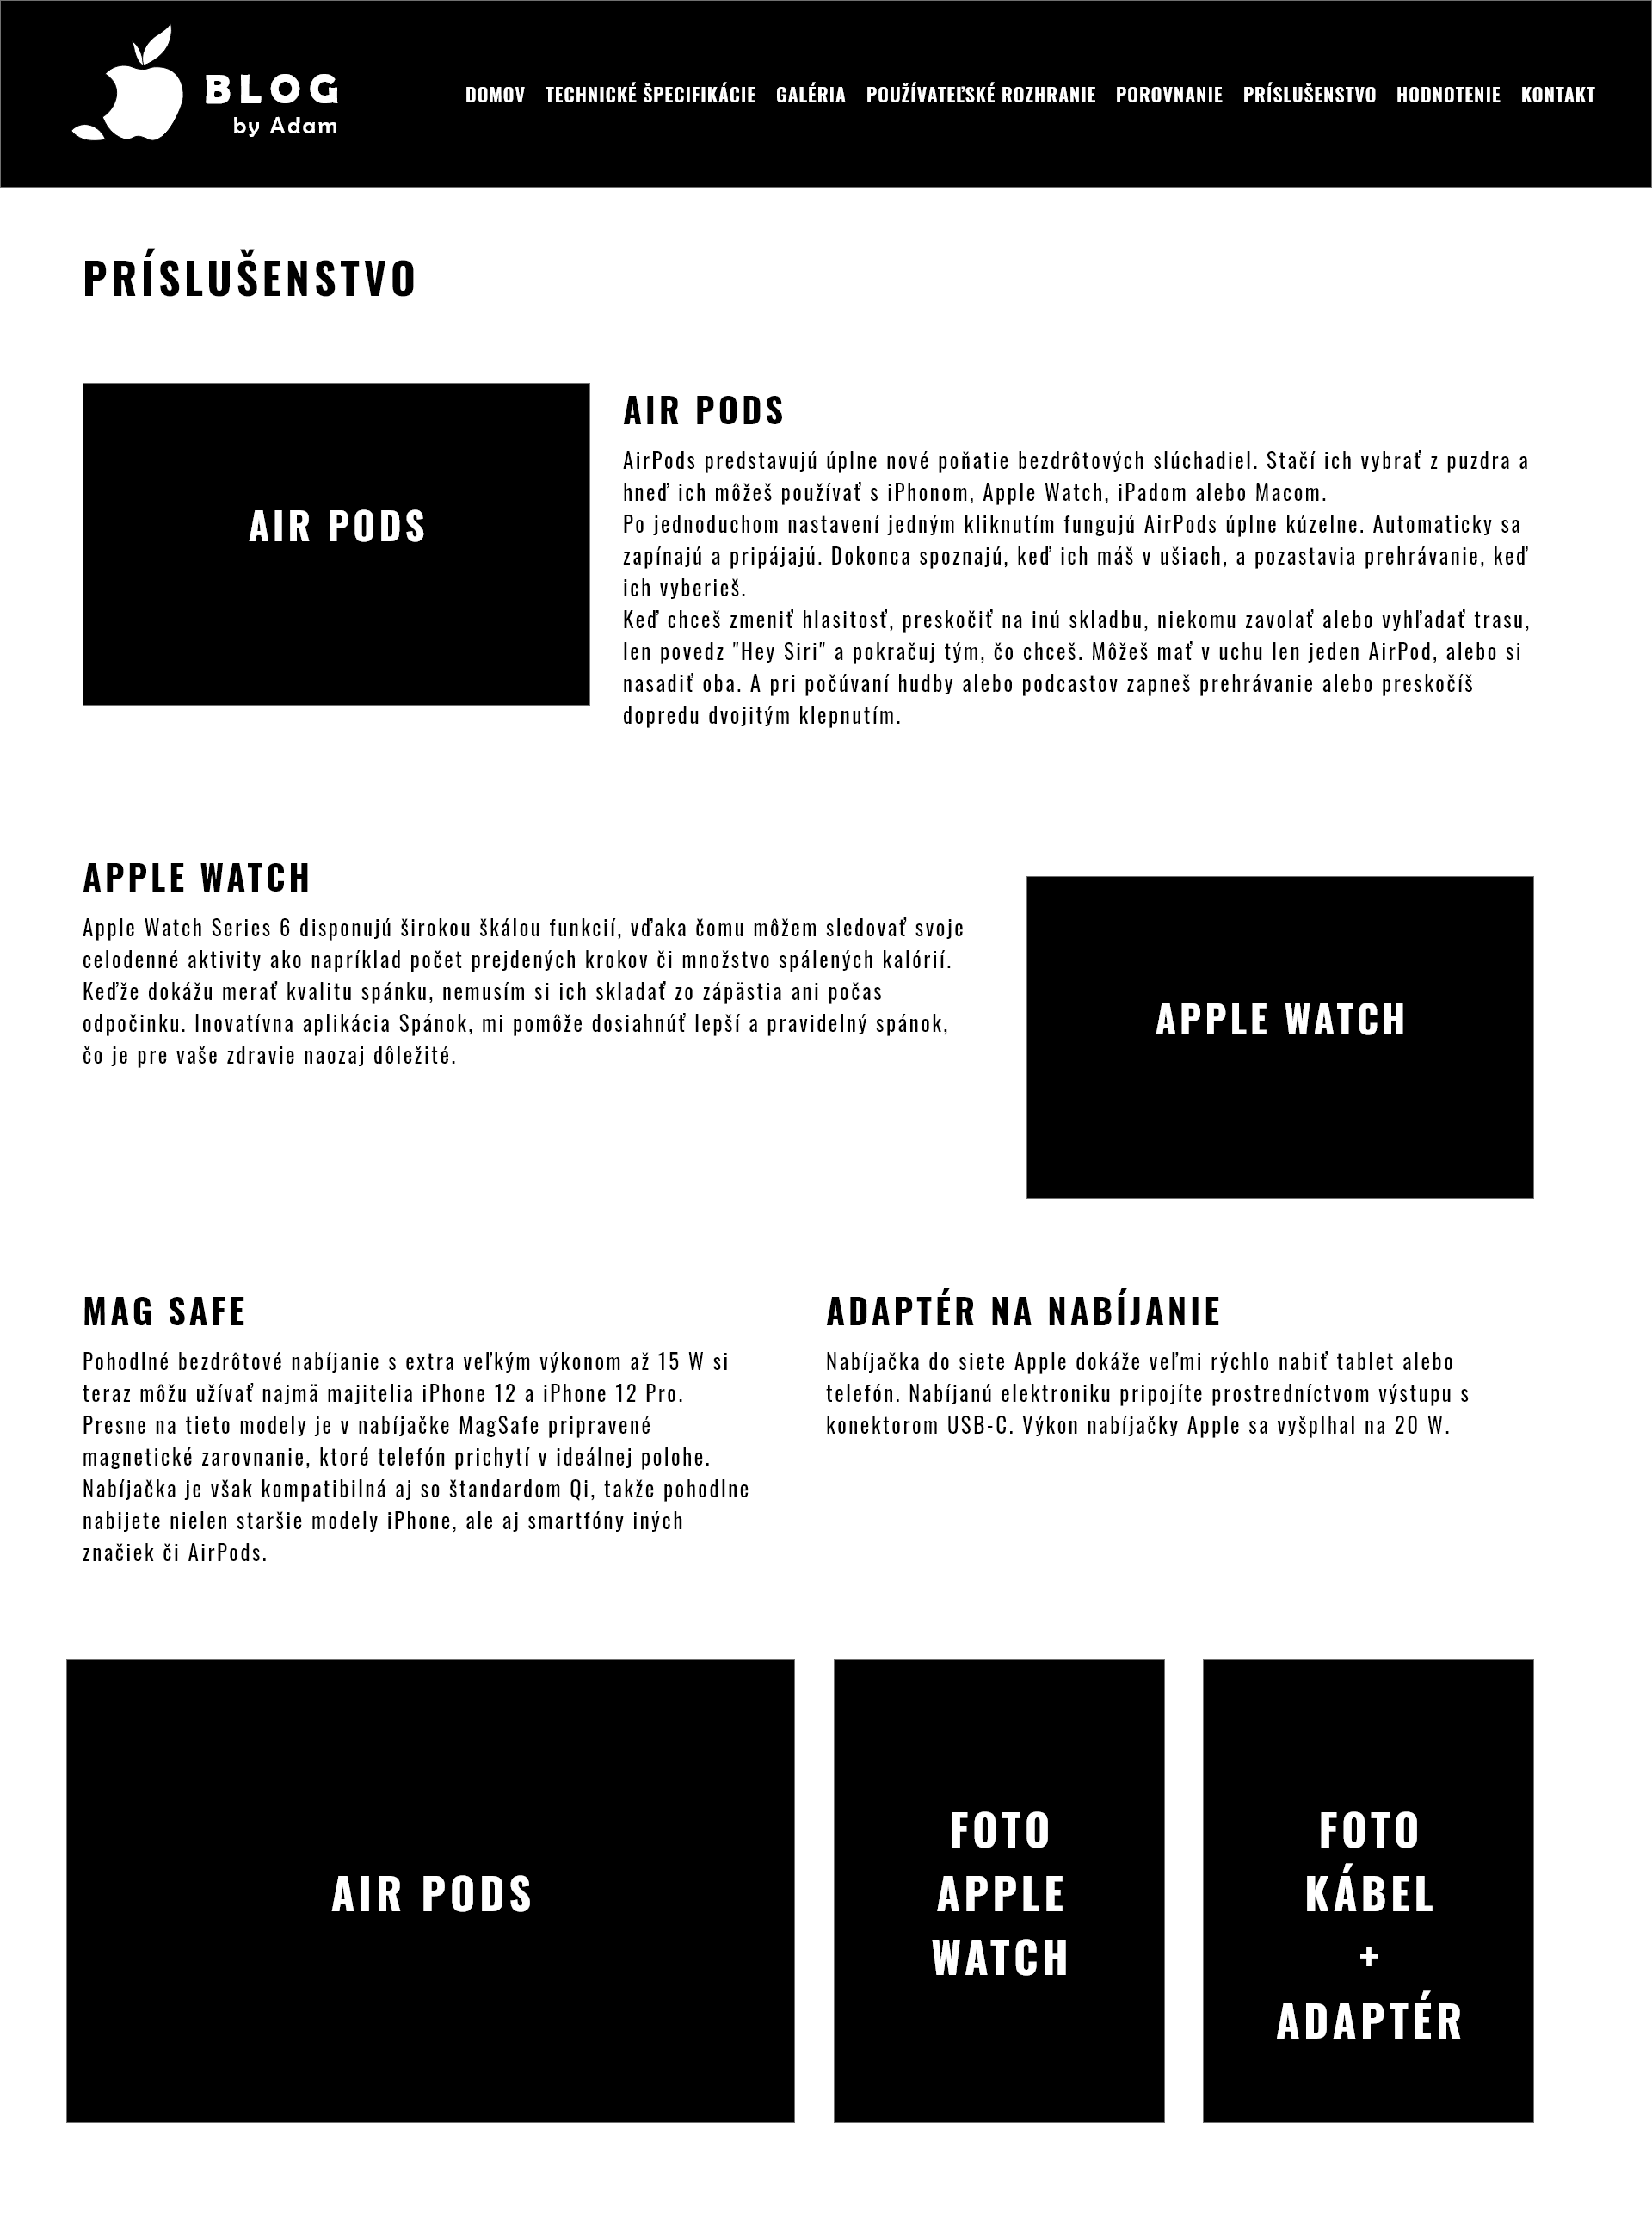 BLOG
by Adam
DOMOV TECHNICKÉ ŠPECIFIKÁCIE GALÉRIA POUŽÍVATEĽSKÉ ROZHRANIE POROVNANIE PRÍSLUŠENSTVO HODNOTENIE KONTAKT
PRÍSLUŠENSTVO
AIR PODS
AIR PODS
AirPods predstavujú úplne nové poňatie bezdrôtových slúchadiel. Stačí ich vybrať z puzdra a
hneď ich môžeš používať s iPhonom, Apple Watch, iPadom alebo Macom.
Po jednoduchom nastavení jedným kliknutím fungujú AirPods úplne kúzelne. Automaticky sa
zapínajú a pripájajú. Dokonca spoznajú, keď ich máš v ušiach, a pozastavia prehrávanie, keď
ich vyberieš.
Keď chceš zmeniť hlasitosť, preskočiť na inú skladbu, niekomu zavolať alebo vyhľadať trasu,
len povedz "Hey Siri" a pokračuj tým, čo chceš. Môžeš mať v uchu len jeden AirPod, alebo si
nasadiť oba. A pri počúvaní hudby alebo podcastov zapneš prehrávanie alebo preskočíš
dopredu dvojitým klepnutím.
APPLE WATCH
Apple Watch Series 6 disponujú širokou škálou funkcií, vďaka čomu môžem sledovať svoje
celodenné aktivity ako napríklad počet prejdených krokov či množstvo spálených kalórií.
Keďže dokážu merať kvalitu spánku, nemusím si ich skladať zo zápästia ani počas
odpočinku. Inovatívna aplikácia Spánok, mi pomôže dosiahnúť lepší a pravidelný spánok,
čo je pre vaše zdravie naozaj dôležité.
APPLE WATCH
MAG SAFE
Pohodlné bezdrôtové nabíjanie s extra veľkým výkonom až 15 W si
teraz môžu užívať najmä majitelia iPhone 12 a iPhone 12 Pro.
Presne na tieto modely je v nabíjačke MagSafe pripravené
magnetické zarovnanie, ktoré telefón prichytí v ideálnej polohe.
Nabíjačka je však kompatibilná aj so štandardom Qi, takže pohodlne
nabijete nielen staršie modely iPhone, ale aj smartfóny iných
značiek či AirPods.
ADAPTÉR NA NABÍJANIE
Nabíjačka do siete Apple dokáže veľmi rýchlo nabiť tablet alebo
telefón. Nabíjanú elektroniku pripojíte prostredníctvom výstupu s
konektorom USB-C. Výkon nabíjačky Apple sa vyšplhal na 20 W.
AIR PODS
FOTO
APPLE
WATCH
FOTO
KÁBEL
+
ADAPTÉR